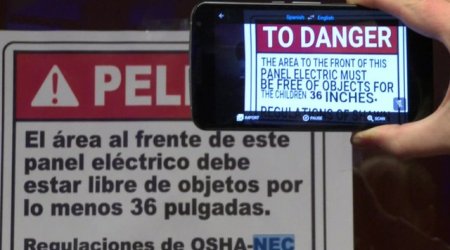 Spanish English
TO DANGER
THE AREA TO THE FRONT OF THIS
PANEL ELECTRIC MUST
BE FREE OF OBJECTS FOR
THE CHILDREN 36 INCHES.
IMPORT PAUSE SCAN
El área al frente de este
panel eléctrico debe
estar libre de objetos por
lo menos 36 pulgadas.
Regulaciones de OSHA-NEC